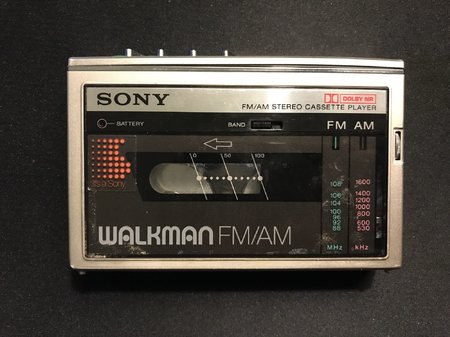 SONY
DOLBY NR
FM/AM STEREO CASSETTE PLAYER
BATTERY
BAND
FM AM
It's a Sony
0 50 100
108 1600
106 1400
104 1200
100 1000
96 800
92 600
88 530
MHz kHz
WALKMAN FM/AM